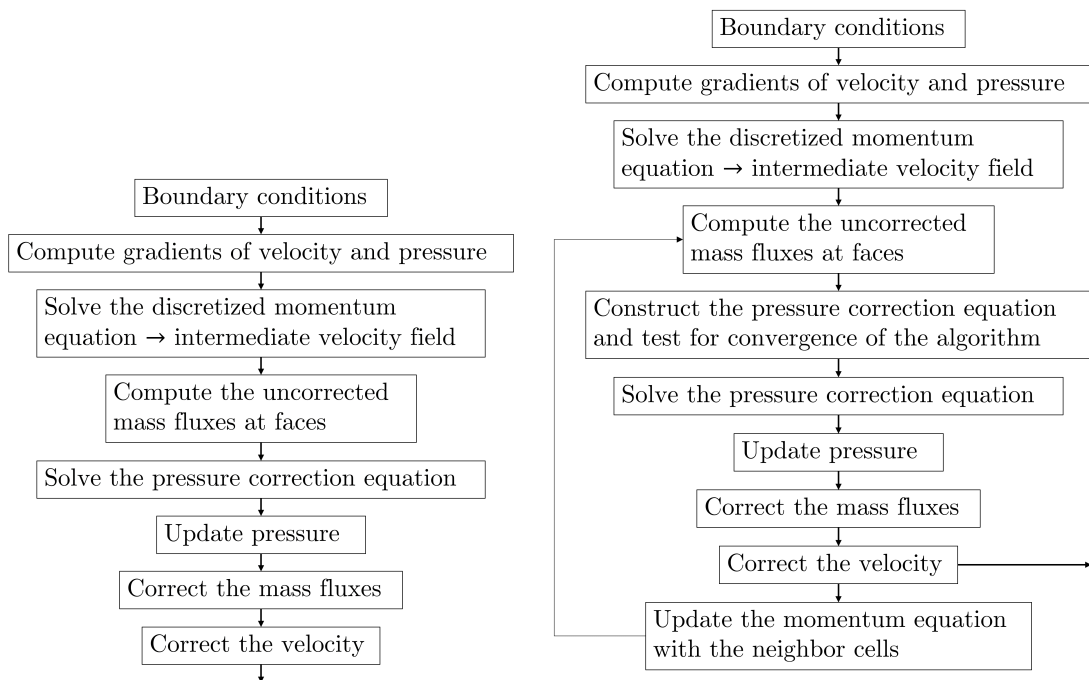 Boundary conditions
Compute gradients of velocity and pressure
Solve the discretized momentum
equation → intermediate velocity field
Compute the uncorrected
mass fluxes at faces
Solve the pressure correction equation
Update pressure
Correct the mass fluxes
Correct the velocity
Boundary conditions
Compute gradients of velocity and pressure
Solve the discretized momentum
equation → intermediate velocity field
Compute the uncorrected
mass fluxes at faces
Construct the pressure correction equation
and test for convergence of the algorithm
Solve the pressure correction equation
Update pressure
Correct the mass fluxes
Correct the velocity
Update the momentum equation
with the neighbor cells